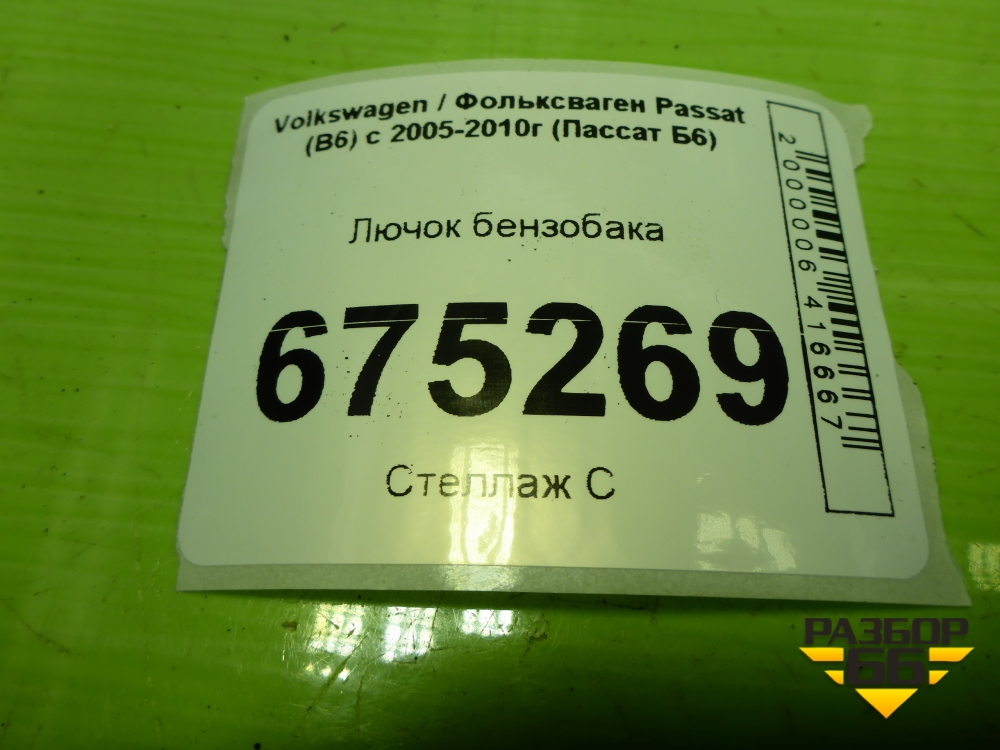 Volkswagen / Фольксваген Passat
(B6) с 2005-2010г (Пассат Б6)
Лючок бензобака
675269
Стеллаж С
2000006416667
РАЗБОР
66